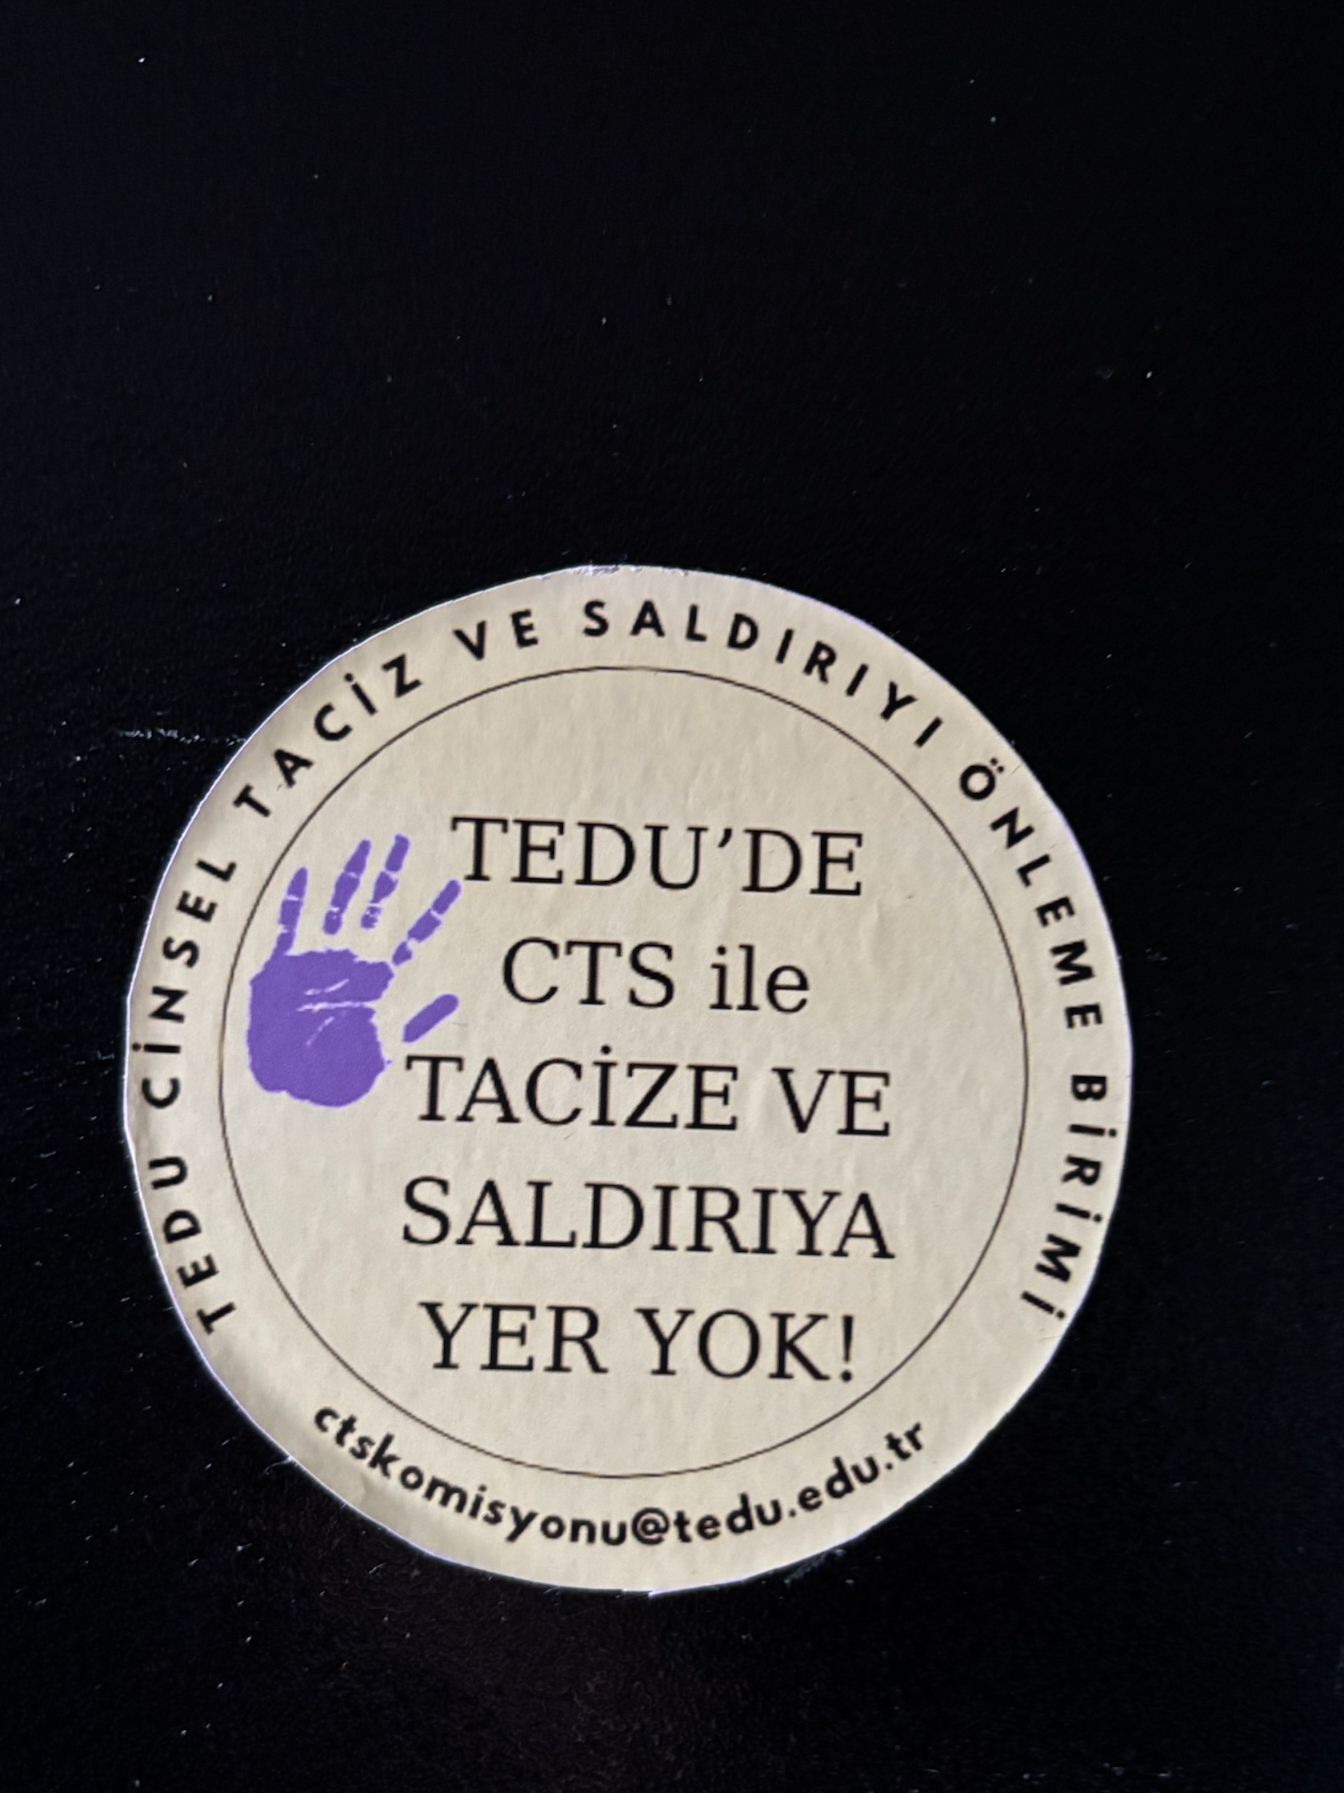 TEDU CİNSEL TACİZ VE SALDIRIYI ÖNLEME BİRİMİ
TEDU’DE
CTS ile
TACİZE VE
SALDIRIYA
YER YOK!
ctskomisyonu@tedu.edu.tr